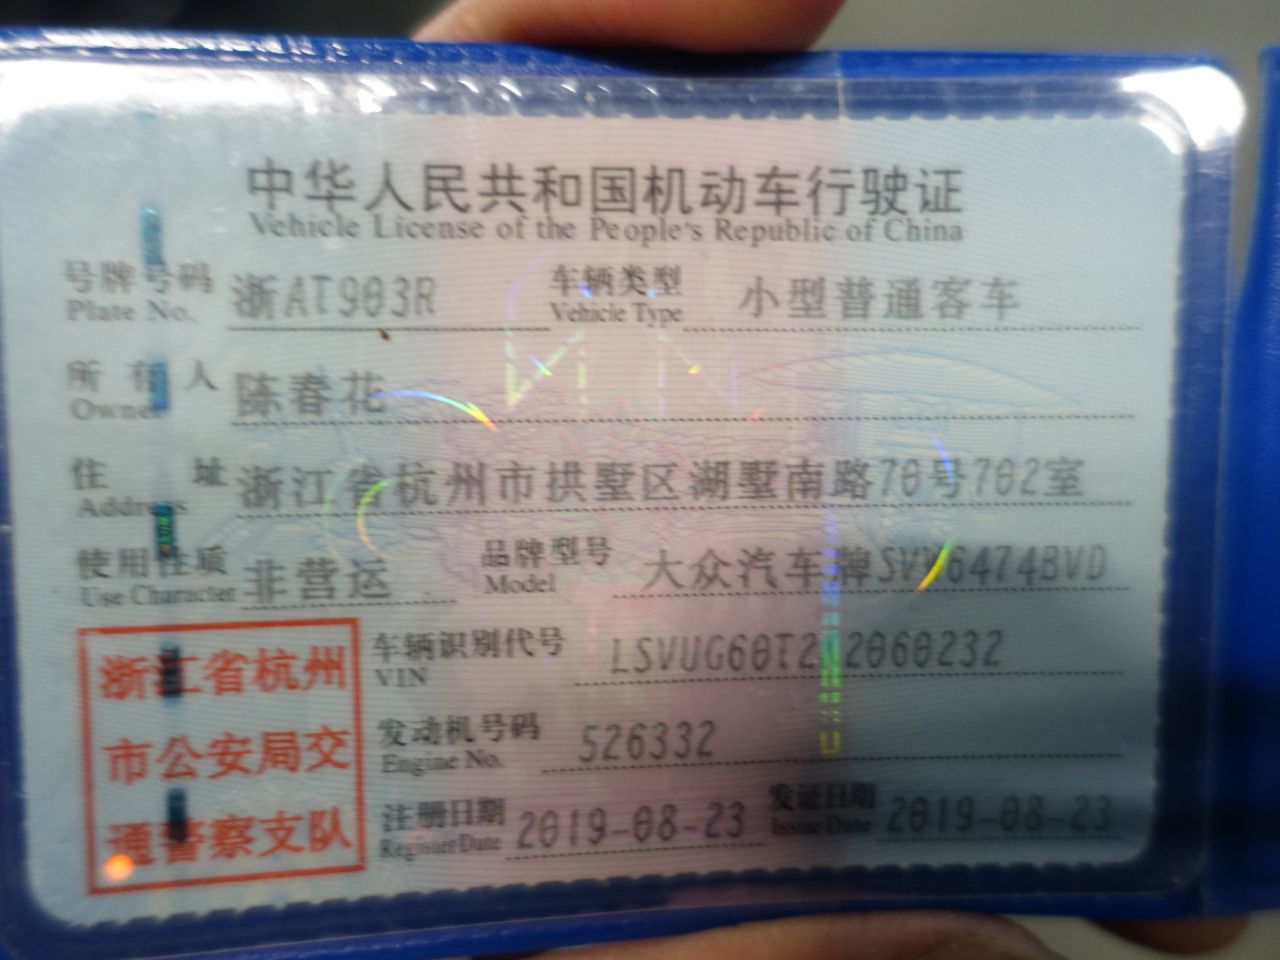 中华人民共和国机动车行驶证
Vehicle License of the People's Republic of China
号牌号码 浙AT903R 车辆类型 小型普通客车
Plate No. Vehicle Type
所有人 陈春花
Owner
住址 浙江省杭州市拱墅区湖墅南路70号702室
Address
使用性质 非营运 品牌型号 大众汽车牌SVW6474BVD
Use Character Model
浙江省杭州
市公安局交
通警察支队
车辆识别代号
VIN
发动机号码 526332
Engine No.
注册日期 2019-08-23 发证日期 2019-08-23
Register Date Issue Date